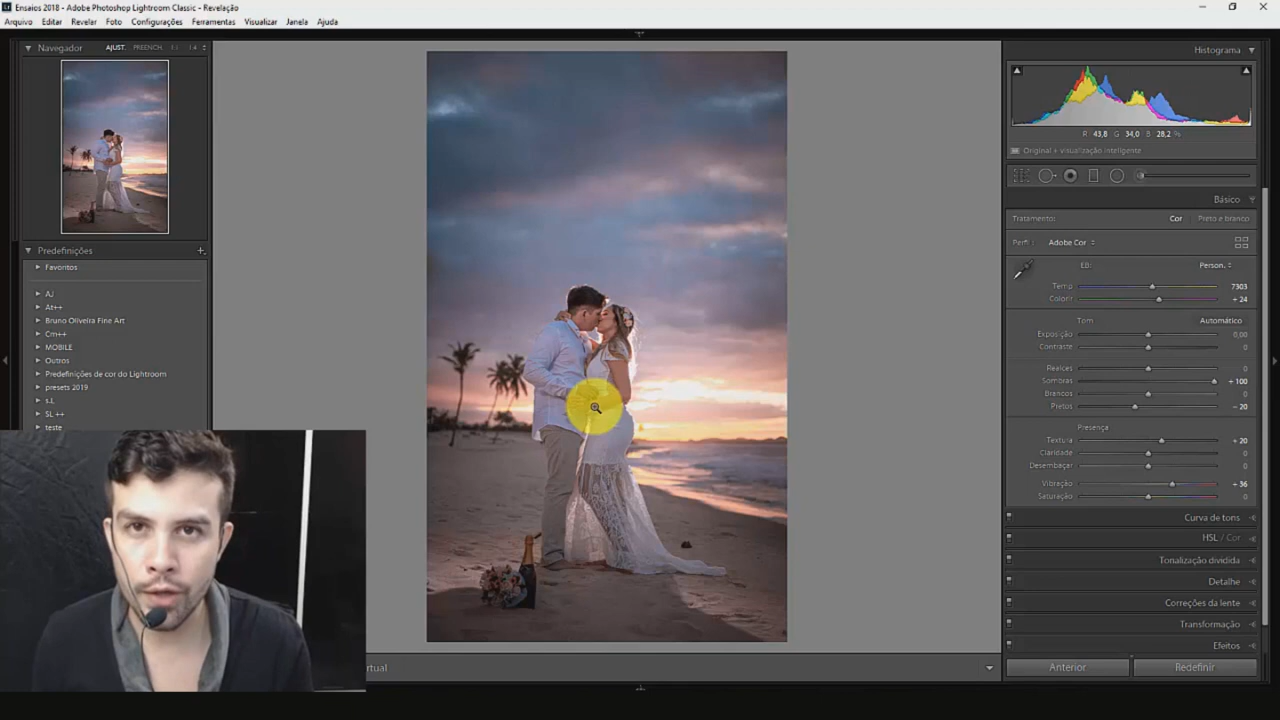 Ensaios 2018 - Adobe Photoshop Lightroom Classic - Revelação
Arquivo Editar Revelar Foto Configurações Ferramentas Visualizar Janela Ajuda
Navegador AJUST. PREENCH. 1:1
Predefinições
Favoritos
AJ
At++
Bruno Oliveira Fine Art
Cm++
MOBILE
Outros
Predefinições de cor do Lightroom
presets 2019
s.L
SL ++
teste
Histograma
R 43,8 G 34,0 B 28,2 %
Original + visualização inteligente
Básico
Tratamento: Cor Preto e branco
Perfil: Adobe Cor
EB: Person.
Temp 7303
Colorir + 24
Tom Automático
Exposição 0,00
Contraste 0
Realces 0
Sombras + 100
Brancos 0
Pretos - 20
Presença
Textura + 20
Claridade 0
Desembaçar 0
Vibração + 36
Saturação 0
Curva de tons
HSL / Cor
Tonalização dividida
Detalhe
Correções da lente
Transformação
Efeitos
Anterior Redefinir